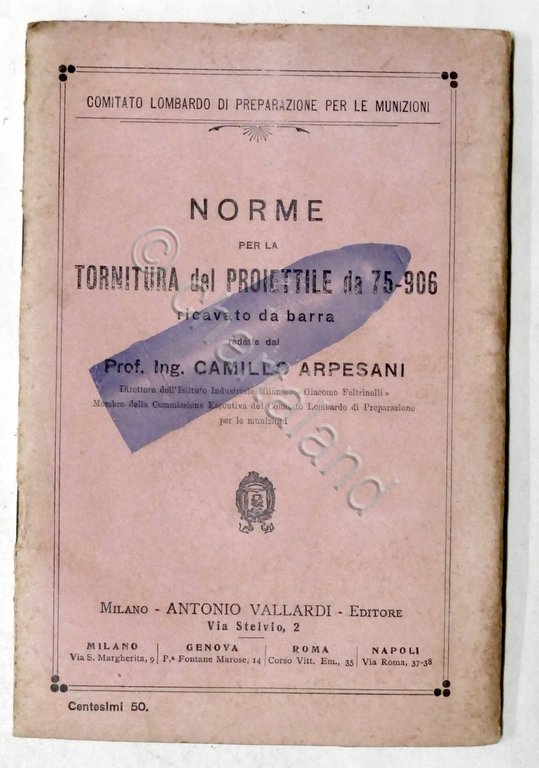 COMITATO LOMBARDO DI PREPARAZIONE PER LE MUNIZIONI
NORME
PER LA
TORNITURA del PROIETTILE da 75-906
ricavato da barra
redatte dal
Prof. Ing. CAMILLO ARPESANI
Direttore dell'Istituto Industriale Milanese « Giacomo Feltrinelli »
Membro della Commissione Esecutiva del Comitato Lombardo di Preparazione
per le munizioni
Milano - ANTONIO VALLARDI - Editore
Via Stelvio, 2
MILANO
Via S. Margherita, 9
GENOVA
P.a Fontane Marose, 14
ROMA
Corso Vitt. Em., 35
NAPOLI
Via Roma, 37-38
Centesimi 50.
© Chartaland